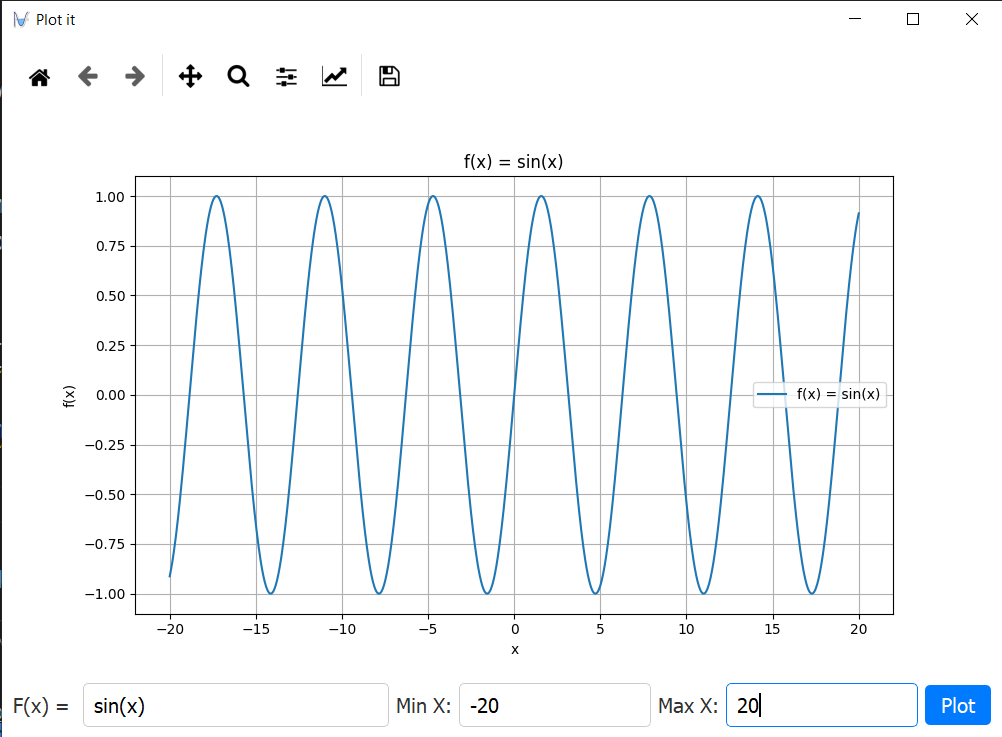 Plot it
f(x) = sin(x)
1.00
0.75
0.50
0.25
0.00
−0.25
−0.50
−0.75
−1.00
f(x)
f(x) = sin(x)
−20 −15 −10 −5 0 5 10 15 20
x
F(x) = sin(x) Min X: -20 Max X: 20 Plot